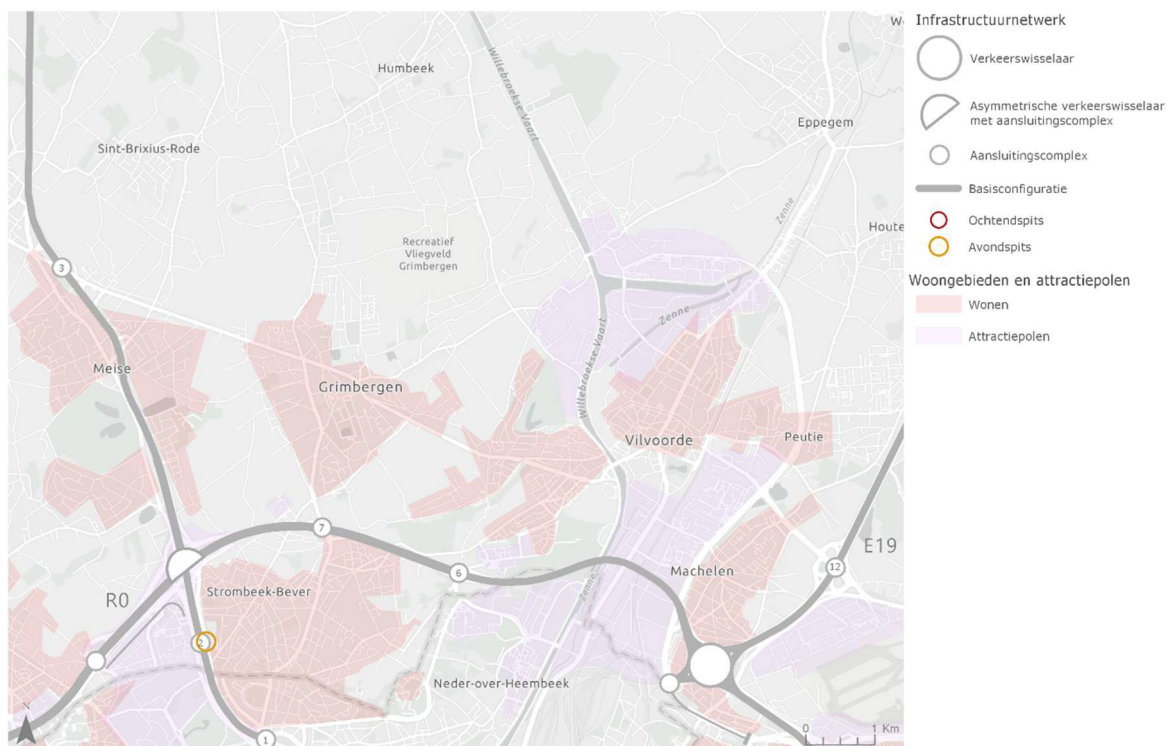 Infrastructuurnetwerk
Verkeerswisselaar
Asymmetrische verkeerswisselaar
met aansluitingscomplex
Aansluitingscomplex
Basisconfiguratie
Ochtendspits
Avondspits
Woongebieden en attractiepolen
Wonen
Attractiepolen
Willebroekse Vaart
Humbeek
Eppegem
Sint-Brixius-Rode
Zenne
Houte
Recreatief
Vliegveld
Grimbergen
3
Zenne
Meise
Grimbergen
Willebroekse Vaart
Vilvoorde
Peutie
7
E19
6
12
Machelen
Zenne
Strombeek-Bever
R0
2
Neder-over-Heembeek
N
1
0 1 Km